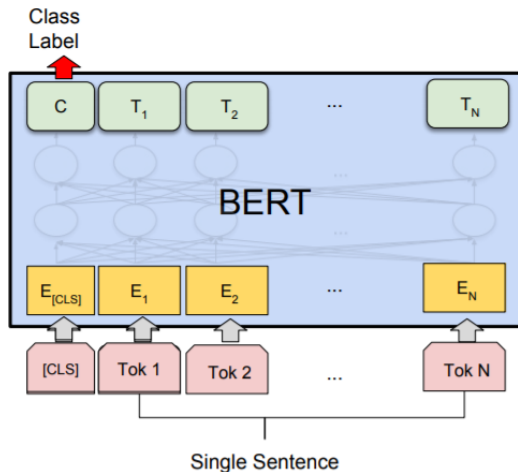 Class
Label
C T1 T2 ... TN
...
BERT
...
E[CLS] E1 E2 ... EN
[CLS] Tok 1 Tok 2 ... Tok N
Single Sentence